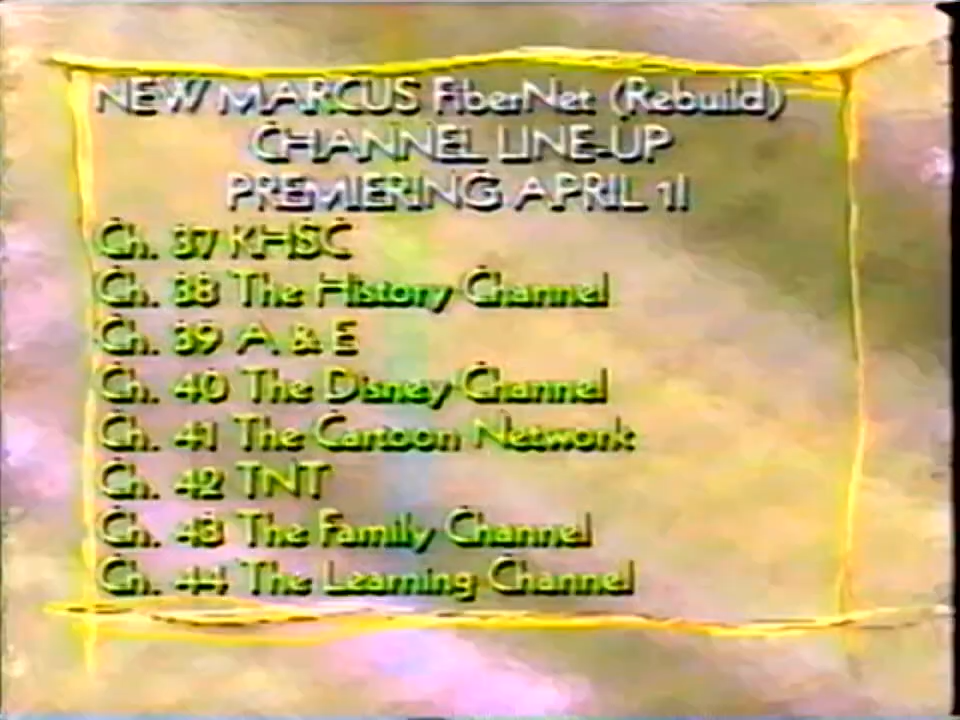 NEW MARCUS FiberNet (Rebuild)
CHANNEL LINE-UP
PREMIERING APRIL 11
Ch. 37 KHSC
Ch. 38 The History Channel
Ch. 39 A & E
Ch. 40 The Disney Channel
Ch. 41 The Cartoon Network
Ch. 42 TNT
Ch. 43 The Family Channel
Ch. 44 The Learning Channel